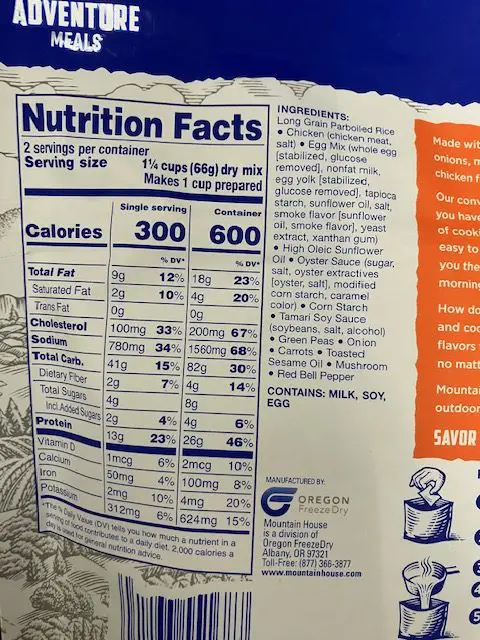 ADVENTURE
MEALS
Nutrition Facts
2 servings per container
Serving size 1¼ cups (66g) dry mix
Makes 1 cup prepared
Single serving Container
Calories 300 600
% DV* % DV*
Total Fat 9g 12% 18g 23%
Saturated Fat 2g 10% 4g 20%
Trans Fat 0g 0g
Cholesterol 100mg 33% 200mg 67%
Sodium 780mg 34% 1560mg 68%
Total Carb. 41g 15% 82g 30%
Dietary Fiber 2g 7% 4g 14%
Total Sugars 4g 8g
Incl. Added Sugars 2g 4% 4g 6%
Protein 13g 23% 26g 46%
Vitamin D 1mcg 6% 2mcg 10%
Calcium 50mg 4% 100mg 8%
Iron 2mg 10% 4mg 20%
Potassium 312mg 6% 624mg 15%
*The % Daily Value (DV) tells you how much a nutrient in a
serving of food contributes to a daily diet. 2,000 calories a
day is used for general nutrition advice.
INGREDIENTS:
Long Grain Parboiled Rice
• Chicken (chicken meat,
salt) • Egg Mix (whole egg
[stabilized, glucose
removed], nonfat milk,
egg yolk [stabilized,
glucose removed], tapioca
starch, sunflower oil, salt,
smoke flavor [sunflower
oil, smoke flavor], yeast
extract, xanthan gum)
• High Oleic Sunflower
Oil • Oyster Sauce (sugar,
salt, oyster extractives
[oyster, salt], modified
corn starch, caramel
color) • Corn Starch
• Tamari Soy Sauce
(soybeans, salt, alcohol)
• Green Peas • Onion
• Carrots • Toasted
Sesame Oil • Mushroom
• Red Bell Pepper
CONTAINS: MILK, SOY,
EGG
MANUFACTURED BY:
OREGON
FreezeDry
Mountain House
is a division of
Oregon FreezeDry
Albany, OR 97321
Toll-Free: (877) 366-3877
www.mountainhouse.com
Made wit
onions, m
chicken f
Our conv
you have
of cooki
easy to
you the
mornin
How do
and coo
flavors
no matt
Mounta
outdoor
SAVOR